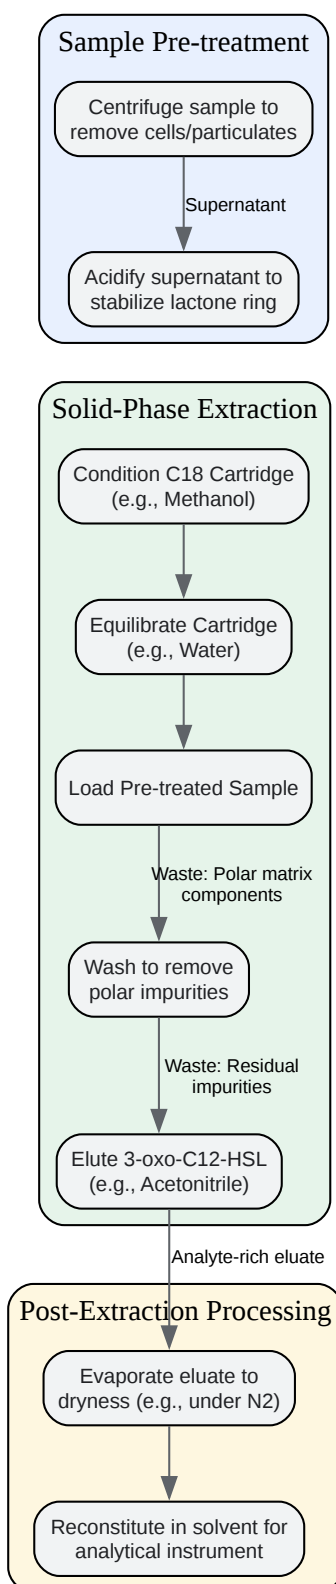 Sample Pre-treatment
Centrifuge sample to
remove cells/particulates
Supernatant
Acidify supernatant to
stabilize lactone ring
Solid-Phase Extraction
Condition C18 Cartridge
(e.g., Methanol)
Equilibrate Cartridge
(e.g., Water)
Load Pre-treated Sample
Waste: Polar matrix
components
Wash to remove
polar impurities
Waste: Residual
impurities
Elute 3-oxo-C12-HSL
(e.g., Acetonitrile)
Analyte-rich eluate
Post-Extraction Processing
Evaporate eluate to
dryness (e.g., under N2)
Reconstitute in solvent for
analytical instrument